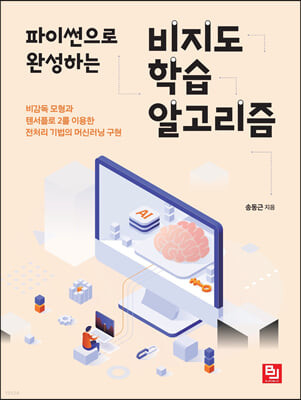 파이썬으로
완성하는
비지도
학습
알고리즘
비감독 모형과
텐서플로 2를 이용한
전처리 기법의 머신러닝 구현
송동근 지음
AI
BJ